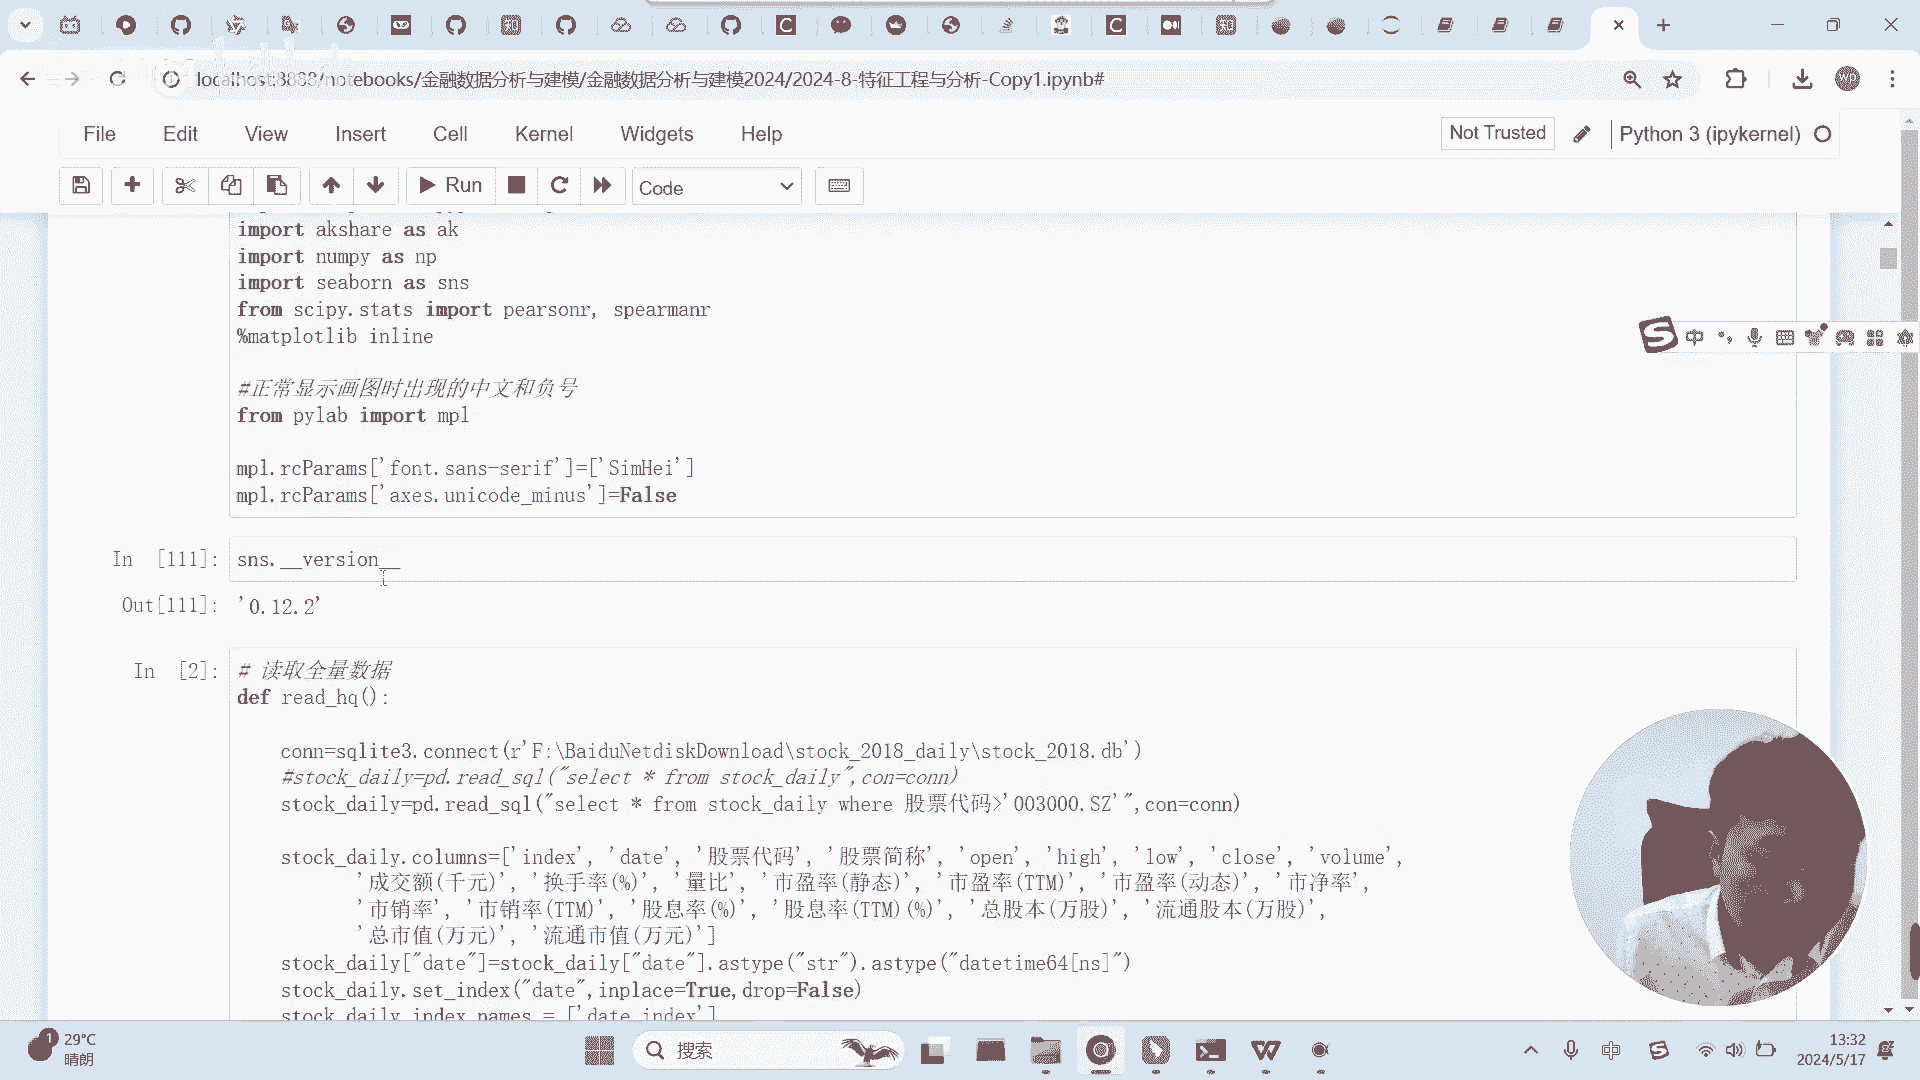 localhost:8888/notebooks/金融数据分析与建模/金融数据分析与建模2024/2024-8-特征工程与分析-Copy1.ipynb#
wp
File Edit View Insert Cell Kernel Widgets Help
Not Trusted
Python 3 (ipykernel)
Run
Code
import akshare as ak
import numpy as np
import seaborn as sns
from scipy.stats import pearsonr, spearmanr
%matplotlib inline
#正常显示画图时出现的中文和负号
from pylab import mpl
mpl.rcParams['font.sans-serif']=['SimHei']
mpl.rcParams['axes.unicode_minus']=False
In [111]: sns.__version__
Out[111]: '0.12.2'
In [2]: # 读取全量数据
def read_hq():
conn=sqlite3.connect(r'F:\BaiduNetdiskDownload\stock_2018_daily\stock_2018.db')
#stock_daily=pd.read_sql("select * from stock_daily",con=conn)
stock_daily=pd.read_sql("select * from stock_daily where 股票代码>'003000.SZ'",con=conn)
stock_daily.columns=['index', 'date', '股票代码', '股票简称', 'open', 'high', 'low', 'close', 'volume',
'成交额(千元)', '换手率(%)', '量比', '市盈率(静态)', '市盈率(TTM)', '市盈率(动态)', '市净率',
'市销率', '市销率(TTM)', '股息率(%)', '股息率(TTM)(%)', '总股本(万股)', '流通股本(万股)',
'总市值(万元)', '流通市值(万元)']
stock_daily["date"]=stock_daily["date"].astype("str").astype("datetime64[ns]")
stock_daily.set_index("date",inplace=True,drop=False)
stock_daily.index.names = ['date_index']
中
1
29°C
晴朗
搜索
中
13:32
2024/5/17